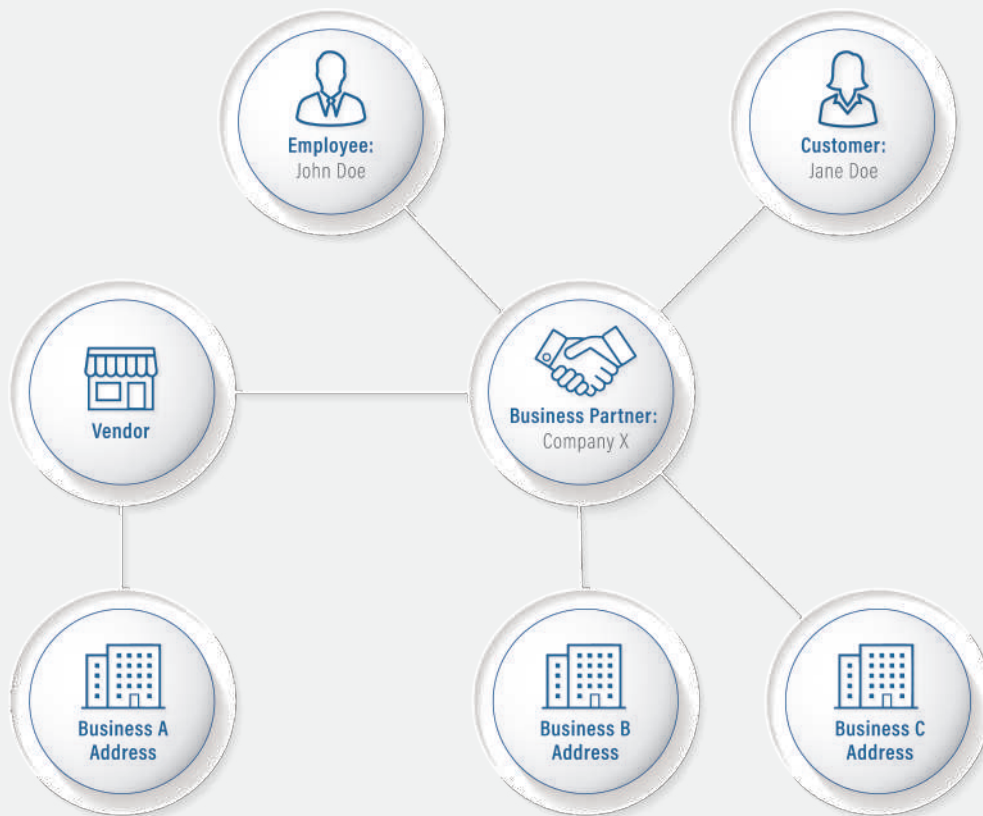 Employee:
John Doe
Customer:
Jane Doe
Vendor
Business Partner:
Company X
Business A
Address
Business B
Address
Business C
Address